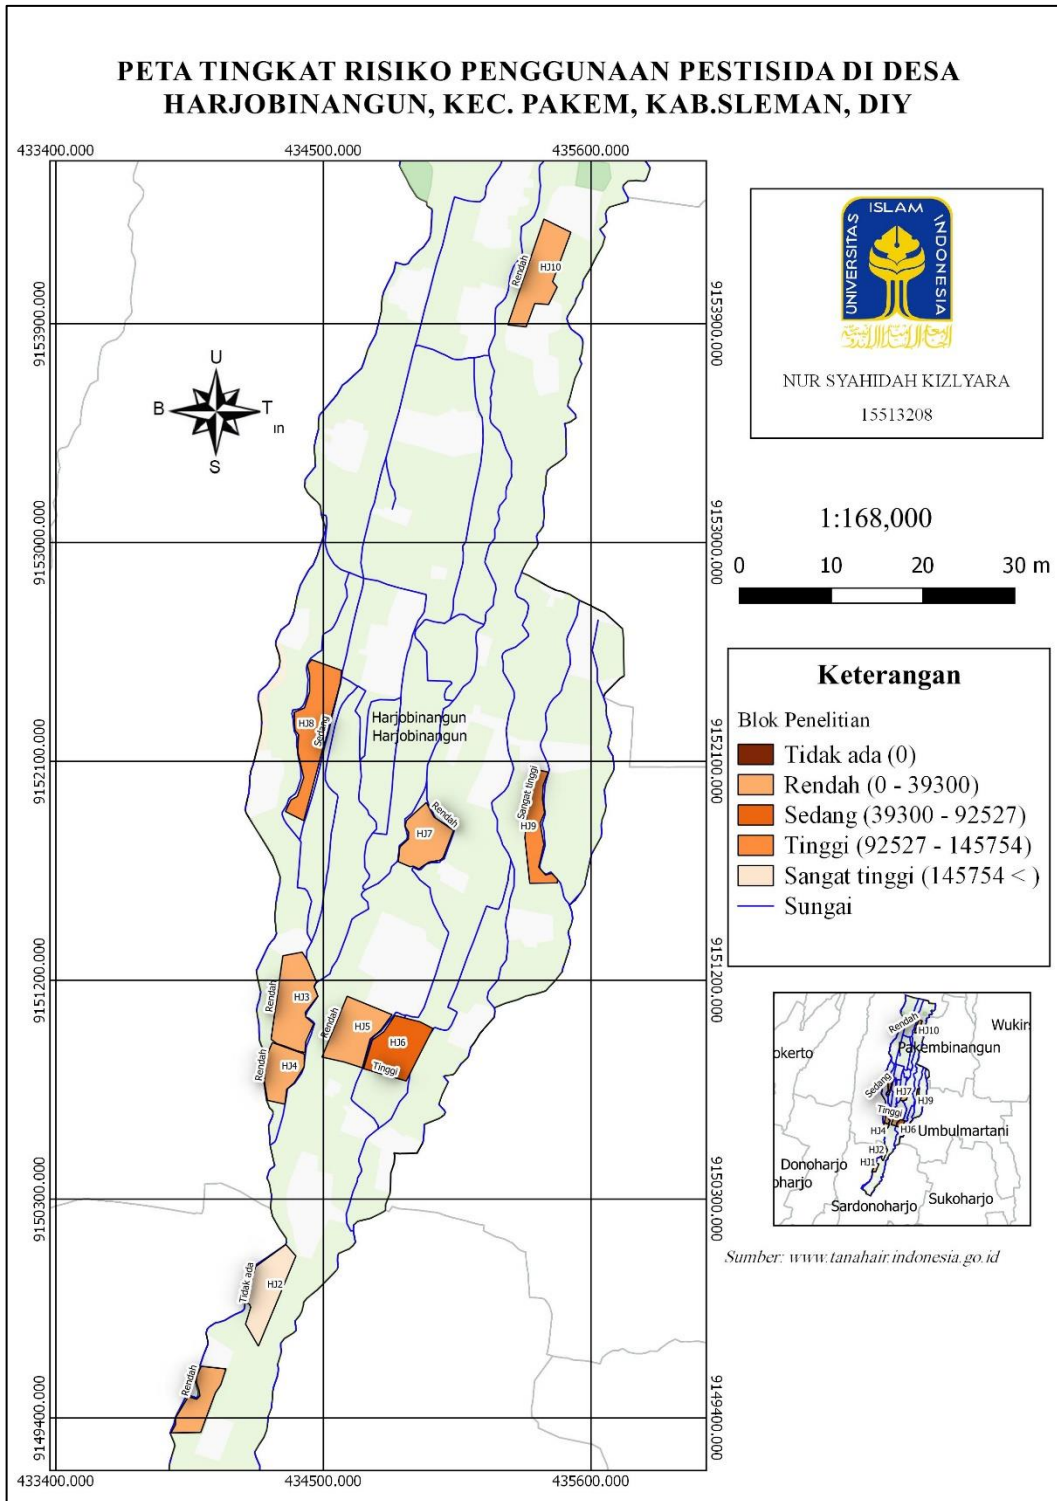 PETA TINGKAT RISIKO PENGGUNAAN PESTISIDA DI DESA
HARJOBINANGUN, KEC. PAKEM, KAB.SLEMAN, DIY
433400.000
434500.000
435600.000
UNIVERSITAS
ISLAM
INDONESIA
NUR SYAHIDAH KIZLYARA
15513208
Rendah
HJ10
9153900.000
9153900.000
U
B
T
in
S
9153000.000
9153000.000
1:168,000
0 10 20 30 m
HJ8
Sedang
Harjobinangun
Harjobinangun
9152100.000
9152100.000
Sangat tinggi
HJ9
Rendah
HJ7
Keterangan
Blok Penelitian
Tidak ada (0)
Rendah (0 - 39300)
Sedang (39300 - 92527)
Tinggi (92527 - 145754)
Sangat tinggi (145754 < )
Sungai
9151200.000
9151200.000
Rendah
HJ3
Rendah
HJ5
HJ6
Tinggi
Rendah
HJ4
9150300.000
9150300.000
Tidak ada
HJ2
Rendah
9149400.000
9149400.000
433400.000
434500.000
435600.000
Rendah
HJ10
Wukirs
okerto
Pakembinangun
Sedang
HJ7
HJ9
Tinggi
HJ4
HJ6
Umbulmartani
HJ2
HJ1
Donoharjo
oharjo
Sukoharjo
Sardonoharjo
Sumber: www.tanahair.indonesia.go.id